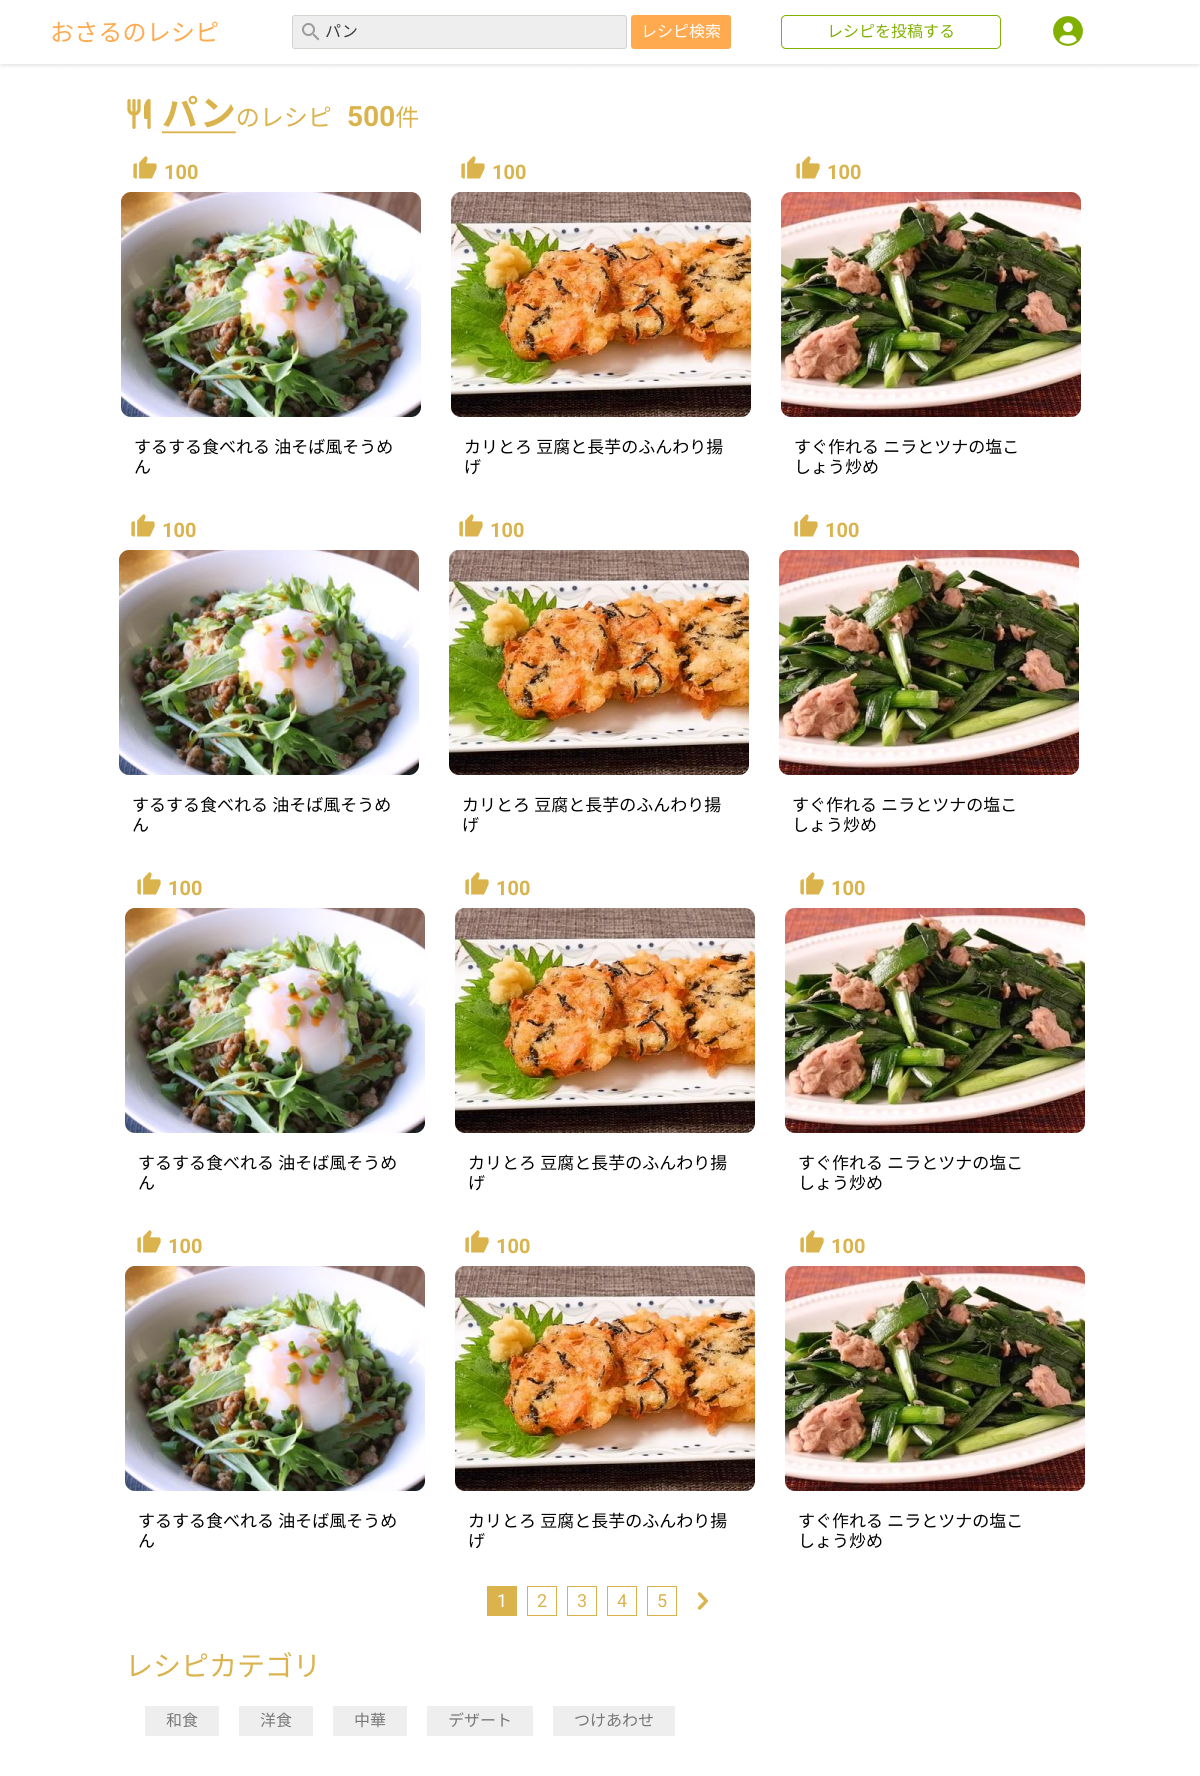 おさるのレシピ パン レシピ検索 レシピを投稿する
パンのレシピ 500件
100 100 100
するする食べれる 油そば風そうめ
ん
カリとろ 豆腐と長芋のふんわり揚
げ
すぐ作れる ニラとツナの塩こ
しょう炒め
100 100 100
するする食べれる 油そば風そうめ
ん
カリとろ 豆腐と長芋のふんわり揚
げ
すぐ作れる ニラとツナの塩こ
しょう炒め
100 100 100
するする食べれる 油そば風そうめ
ん
カリとろ 豆腐と長芋のふんわり揚
げ
すぐ作れる ニラとツナの塩こ
しょう炒め
100 100 100
するする食べれる 油そば風そうめ
ん
カリとろ 豆腐と長芋のふんわり揚
げ
すぐ作れる ニラとツナの塩こ
しょう炒め
1 2 3 4 5
レシピカテゴリ
和食 洋食 中華 デザート つけあわせ